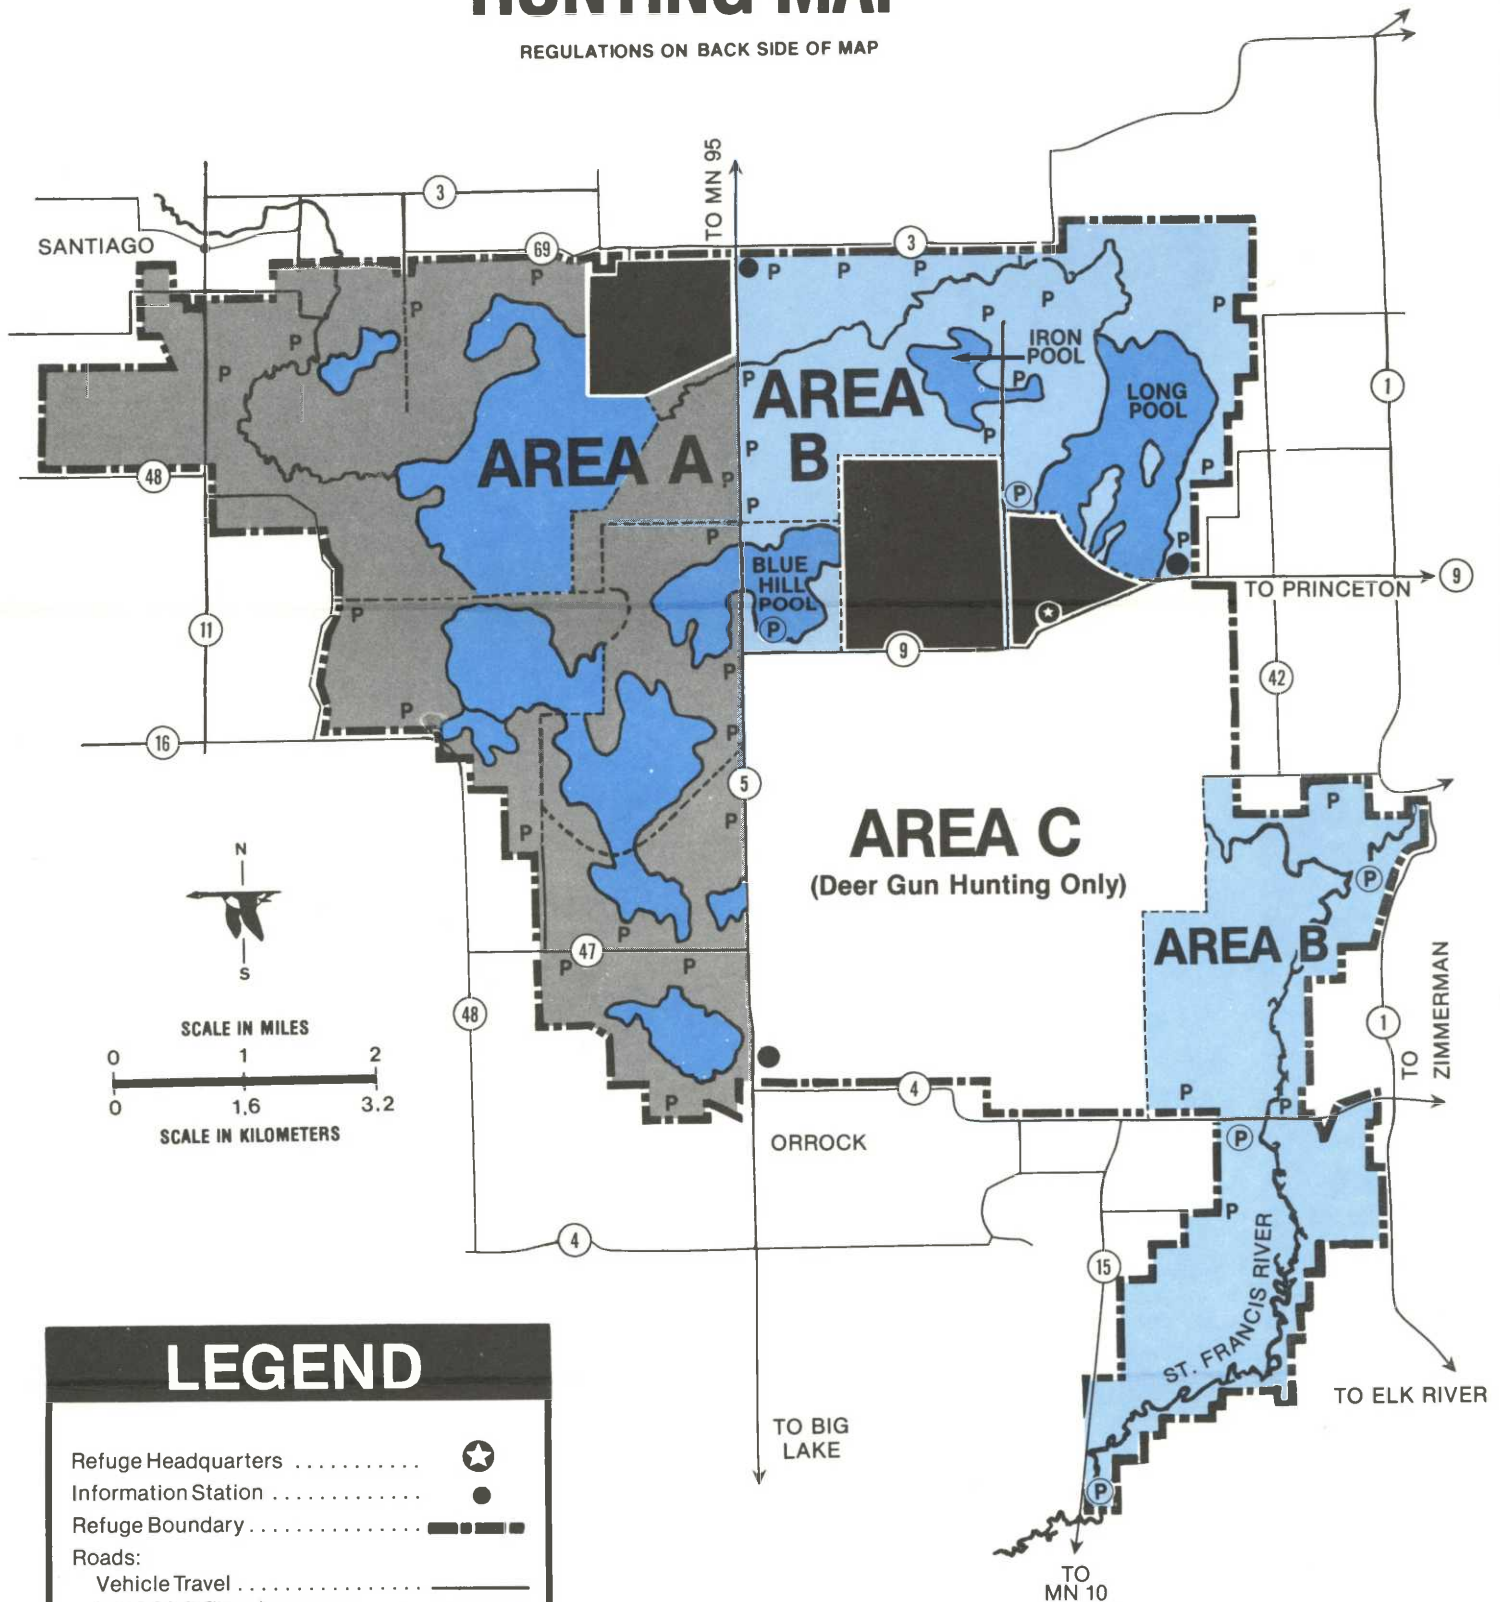 HUNTING MAP
REGULATIONS ON BACK SIDE OF MAP
TO MN 95
3
SANTIAGO
69
3
P
P
P
P
P
P
P
P
P
P
P
IRON
POOL
1
LONG
POOL
P
P
AREA
B
AREA A
P
P
P
P
P
48
P
P
P
P
BLUE
HILL
POOL
P
9
TO PRINCETON
11
P
9
P
42
P
16
P
5
P
P
P
AREA C
(Deer Gun Hunting Only)
P
AREA B
N
S
P
47
P
P
48
1
TO
ZIMMERMAN
SCALE IN MILES
0 1 2
0 1.6 3.2
SCALE IN KILOMETERS
4
P
P
P
P
ORROCK
P
4
15
ST. FRANCIS RIVER
TO ELK RIVER
TO BIG
LAKE
P
TO
MN 10
LEGEND
Refuge Headquarters ...........
Information Station .............
Refuge Boundary ...............
Roads:
Vehicle Travel ................